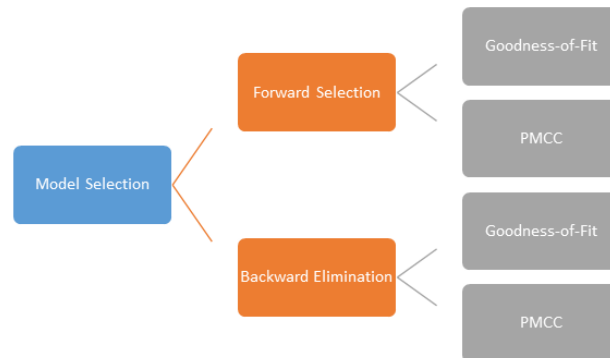 Model Selection
Forward Selection
Goodness-of-Fit
PMCC
Backward Elimination
Goodness-of-Fit
PMCC